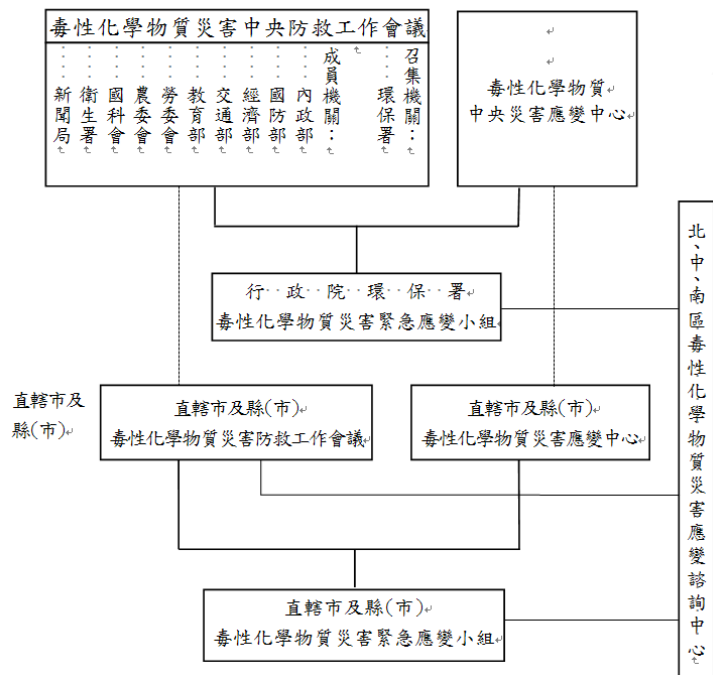 毒性化學物質災害中央防救工作會議
召集機關：
‧‧‧環保署
成員機關：
‧‧‧‧‧內政部
‧‧‧‧‧國防部
‧‧‧‧‧經濟部
‧‧‧‧‧交通部
‧‧‧‧‧教育部
‧‧‧‧‧勞委會
‧‧‧‧‧農委會
‧‧‧‧‧國科會
‧‧‧‧‧衛生署
‧‧‧‧‧新聞局
毒性化學物質
中央災害應變中心
行‧‧政‧‧院‧‧環‧‧保‧‧署
毒性化學物質災害緊急應變小組
北、中、南區毒性化學物質災害應變諮詢中心
直轄市及
縣(市)
直轄市及縣(市)
毒性化學物質災害防救工作會議
直轄市及縣(市)
毒性化學物質災害應變中心
直轄市及縣(市)
毒性化學物質災害緊急應變小組